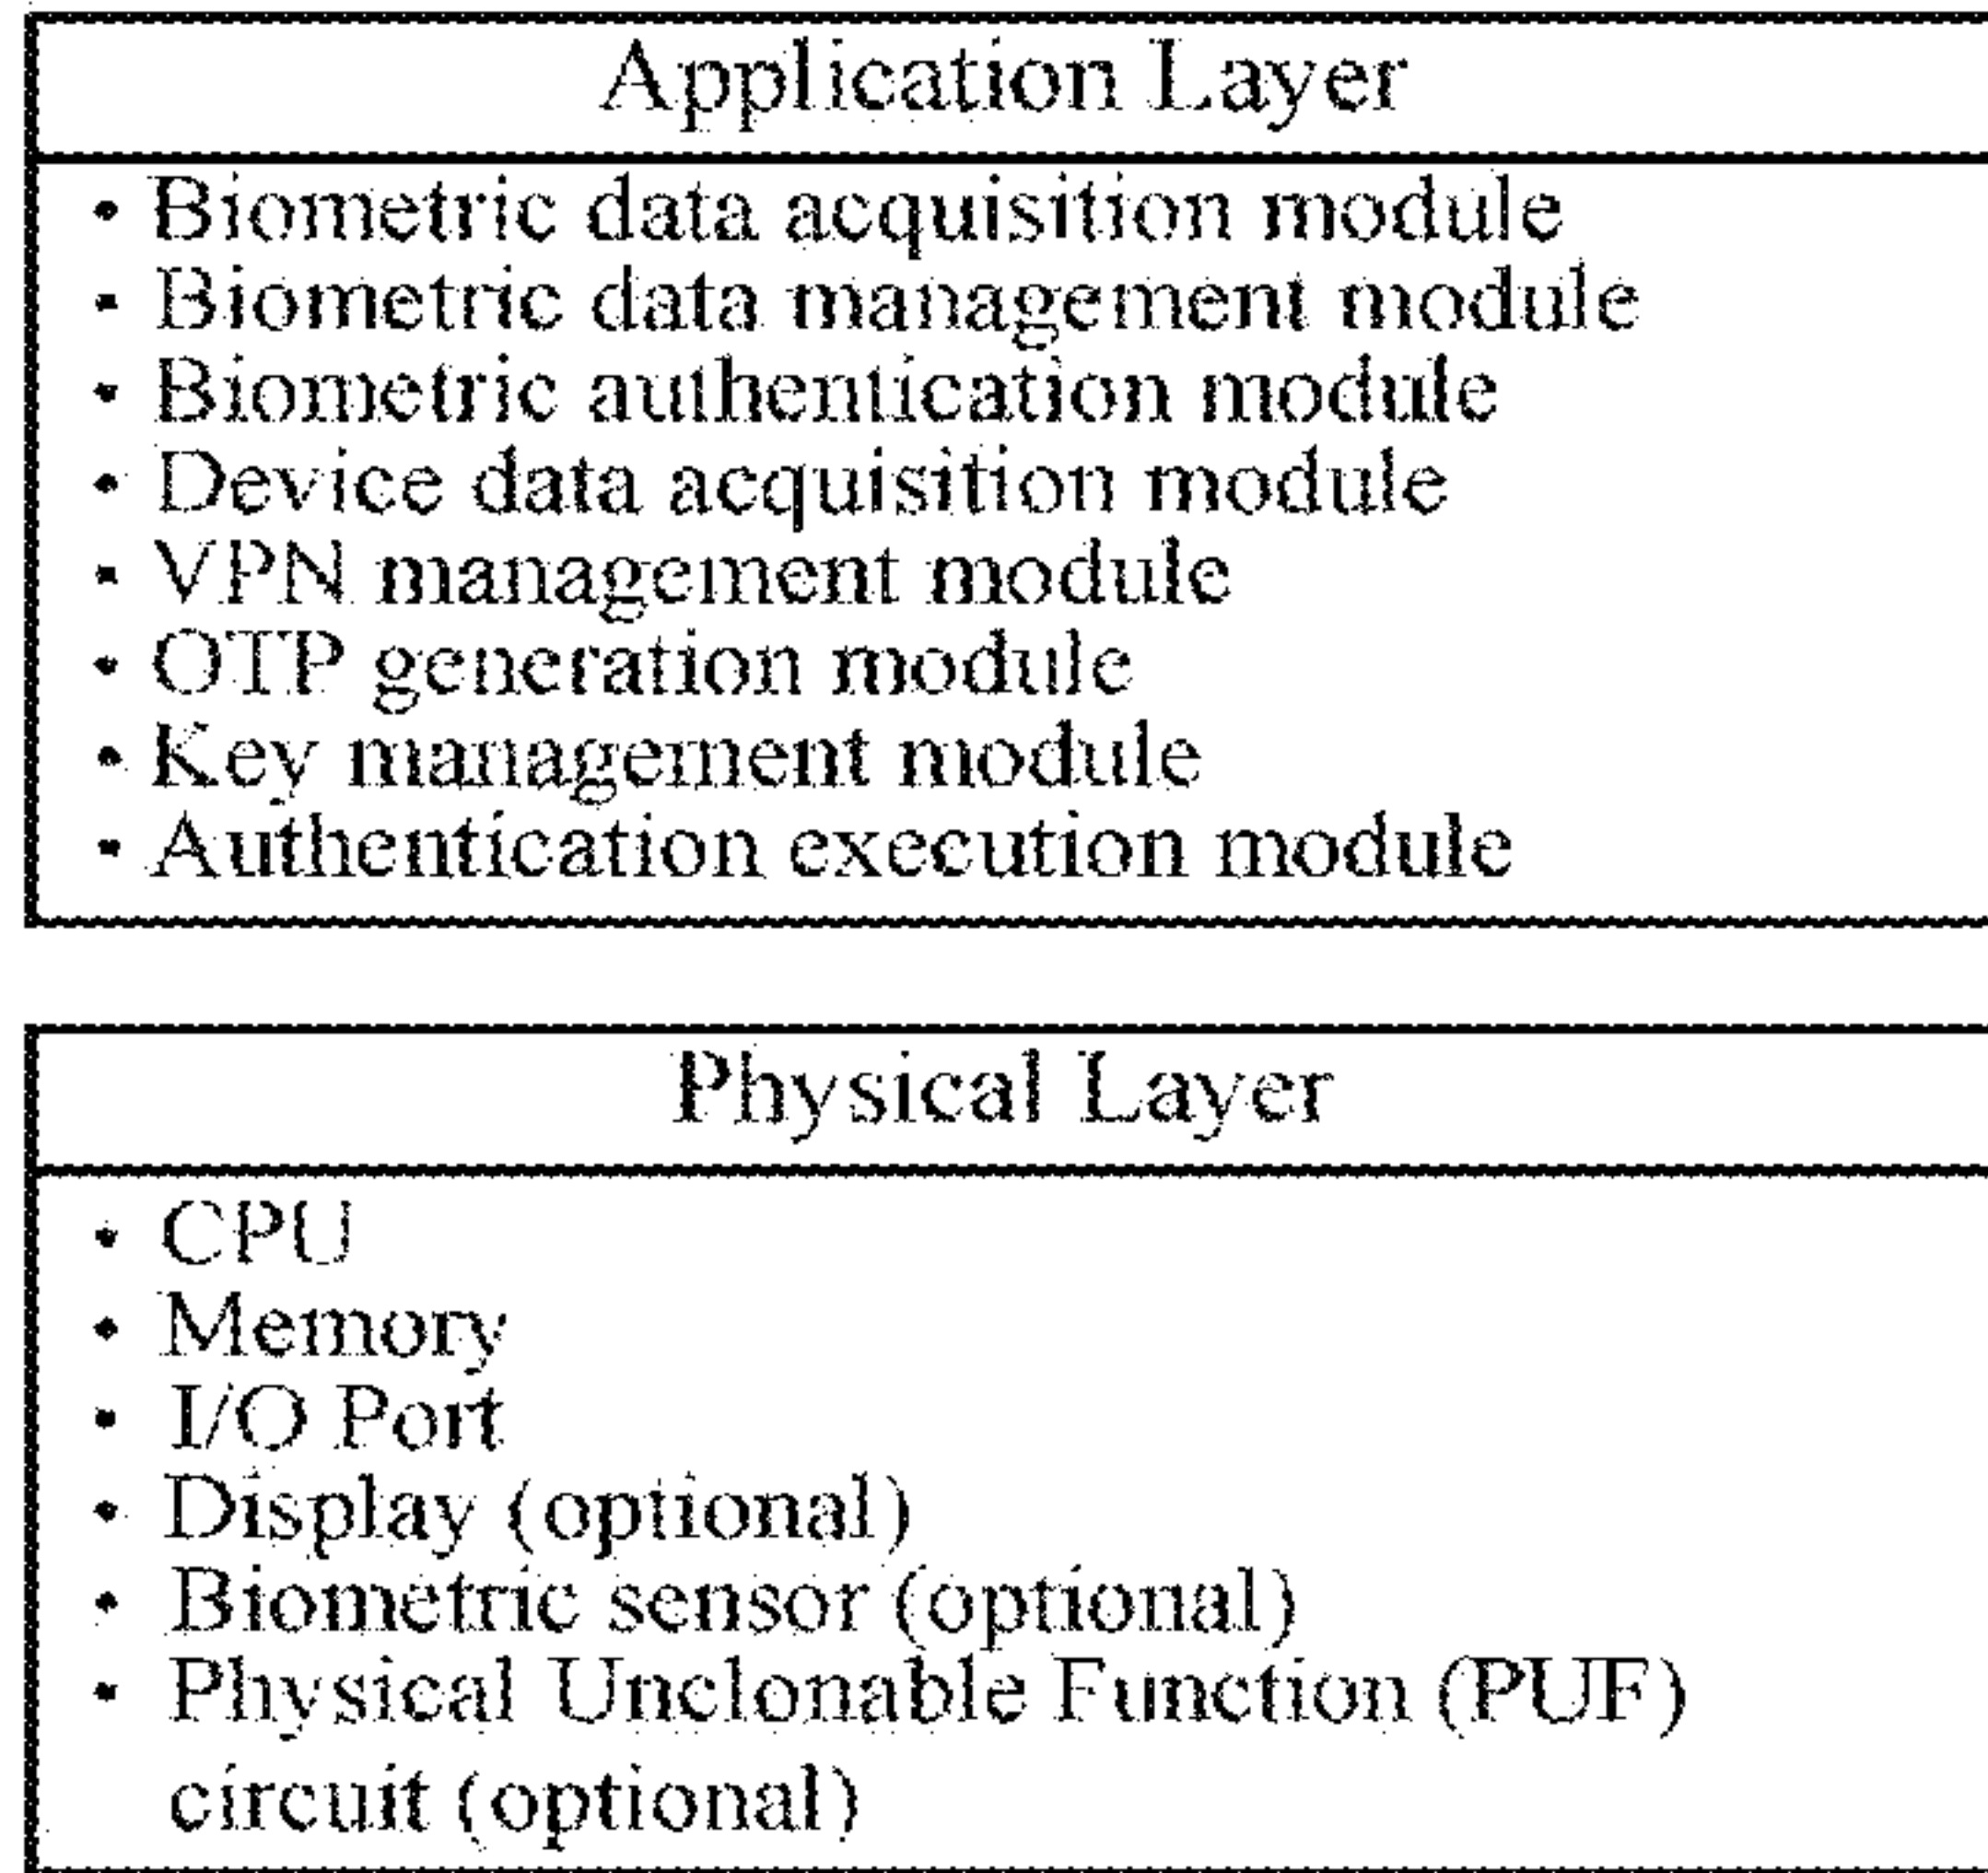 Application Layer
• Biometric data acquisition module
• Biometric data management module
• Biometric authentication module
• Device data acquisition module
• VPN management module
• OTP generation module
• Key management module
• Authentication execution module
Physical Layer
• CPU
• Memory
• I/O Port
• Display (optional)
• Biometric sensor (optional)
• Physical Unclonable Function (PUF)
circuit (optional)